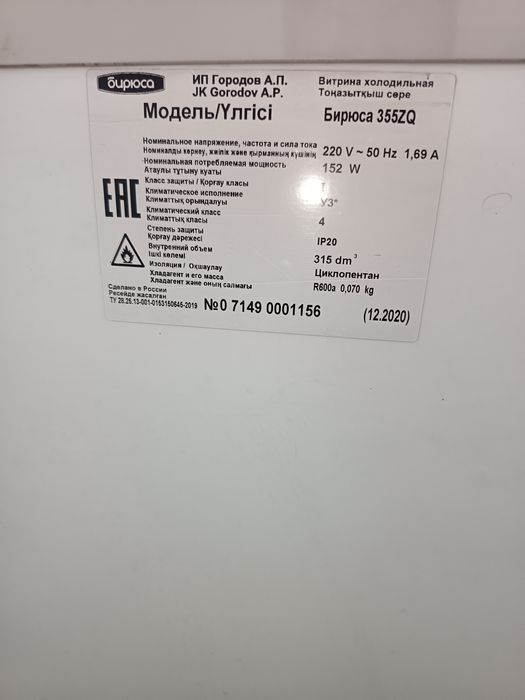 бирюса
ИП Городов А.П.
JK Gorodov A.P.
Витрина холодильная
Тоңазытқыш сөре
Модель/Үлгісі Бирюса 355ZQ
Номинальное напряжение, частота и сила тока
Номиналды кернеу, жиілік және қырманның күшінің 220 V ~ 50 Hz 1,69 A
Номинальная потребляемая мощность 152 W
Атаулы тұтыну қуаты
Класс защиты / Қорғау класы I
Климатическое исполнение У3*
Климаттық орындалуы
Климатический класс 4
Климаттық класы
Степень защиты IP20
Қорғау дәрежесі
Внутренний объем 315 dm³
Ішкі көлемі
Изоляция / Оқшаулау Циклопентан
Хладагент и его масса R600a 0,070 kg
Хладагент және оның салмағы
ЕАС
Сделано в России
Ресейде жасалған
ТУ 28.25.13-001-0153150645-2019 №0 7149 0001156 (12.2020)